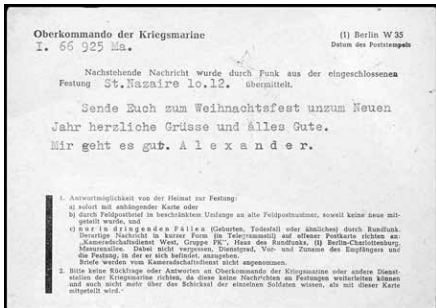 Oberkommando der Kriegsmarine
(1) Berlin W 35
I. 66 925 Ma.
Datum des Poststempels
Nachstehende Nachricht wurde durch Funk aus der eingeschlossenen
Festung St.Nazaire 10.12. übermittelt.
Sende Euch zum Weihnachtsfest unzum Neuen
Jahr herzliche Grüsse und alles Gute.
Mir geht es gut. A l e x a n d e r.
1. Antwortmöglichkeit von der Heimat zur Festung:
a) sofort mit anhängender Karte oder
b) durch Feldpostbrief in beschränktem Umfange an alte Feldpostnummer, soweit keine neue mit-
geteilt wurde, und
c) nur in dringenden Fällen (Geburten, Todesfall oder ähnliches) durch Rundfunk.
Derartige Nachricht in kurzer Form (in Telegrammstil) auf offener Postkarte richten an:
„Kameradschaftsdienst West, Gruppe PK", Haus des Rundfunks, (1) Berlin-Charlottenburg,
Masurenallee. Dabei nicht vergessen, Dienstgrad, Vor- und Zuname des Empfängers und
die Festung, in der er sich befindet, anzugeben.
Briefe werden vom Kameradschaftsdienst nicht angenommen.
2. Bitte keine Rückfrage oder Antworten an Oberkommando der Kriegsmarine oder andere Dienst-
stellen der Kriegsmarine richten, da diese keine Nachrichten an Festungen weiterleiten können
und auch nicht mehr über das Schicksal der einzelnen Soldaten wissen, als mit dieser Karte
mitgeteilt wird."